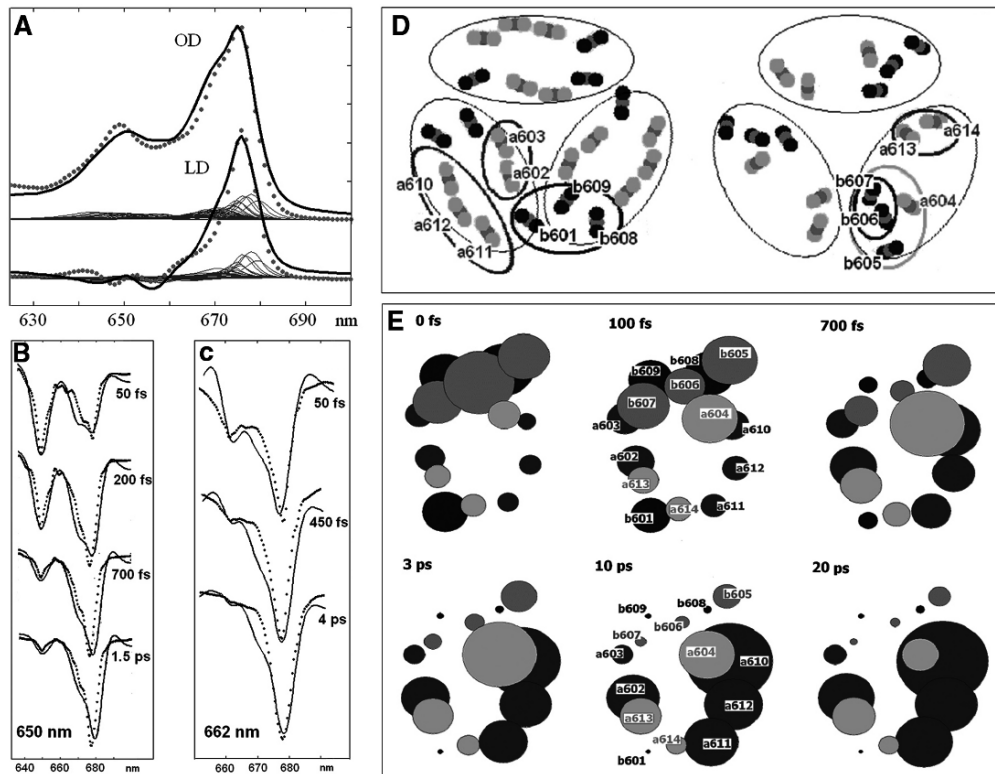 A
OD
LD
630 650 670 690 nm
B
50 fs
200 fs
700 fs
1.5 ps
650 nm
640 660 680 nm
C
50 fs
450 fs
4 ps
662 nm
660 670 680 nm
D
a603
a602
a610
a612
a611
b609
b601
b608
a614
a613
b607
a604
b606
b605
E
0 fs
100 fs
700 fs
b608
b605
b609
b606
b607
a604
a603
a610
a602
a612
a613
b601
a614
a611
3 ps
10 ps
20 ps
b605
b608
b609
b606
b607
a603
a604
a610
a602
a612
a613
a614
a611
b601